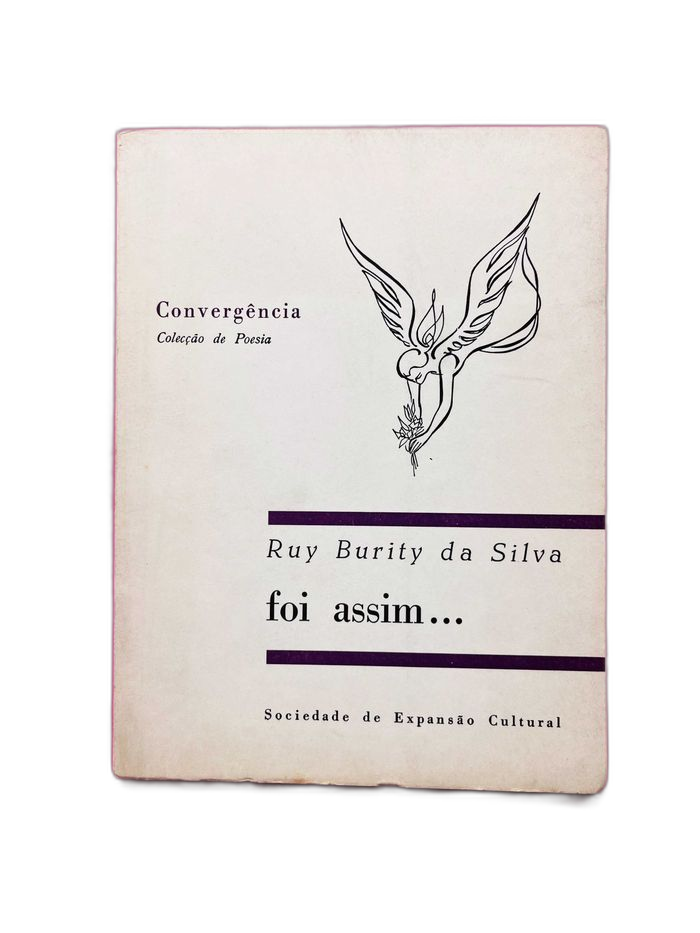 Convergência
Colecção de Poesia
Ruy Burity da Silva
foi assim...
Sociedade de Expansão Cultural